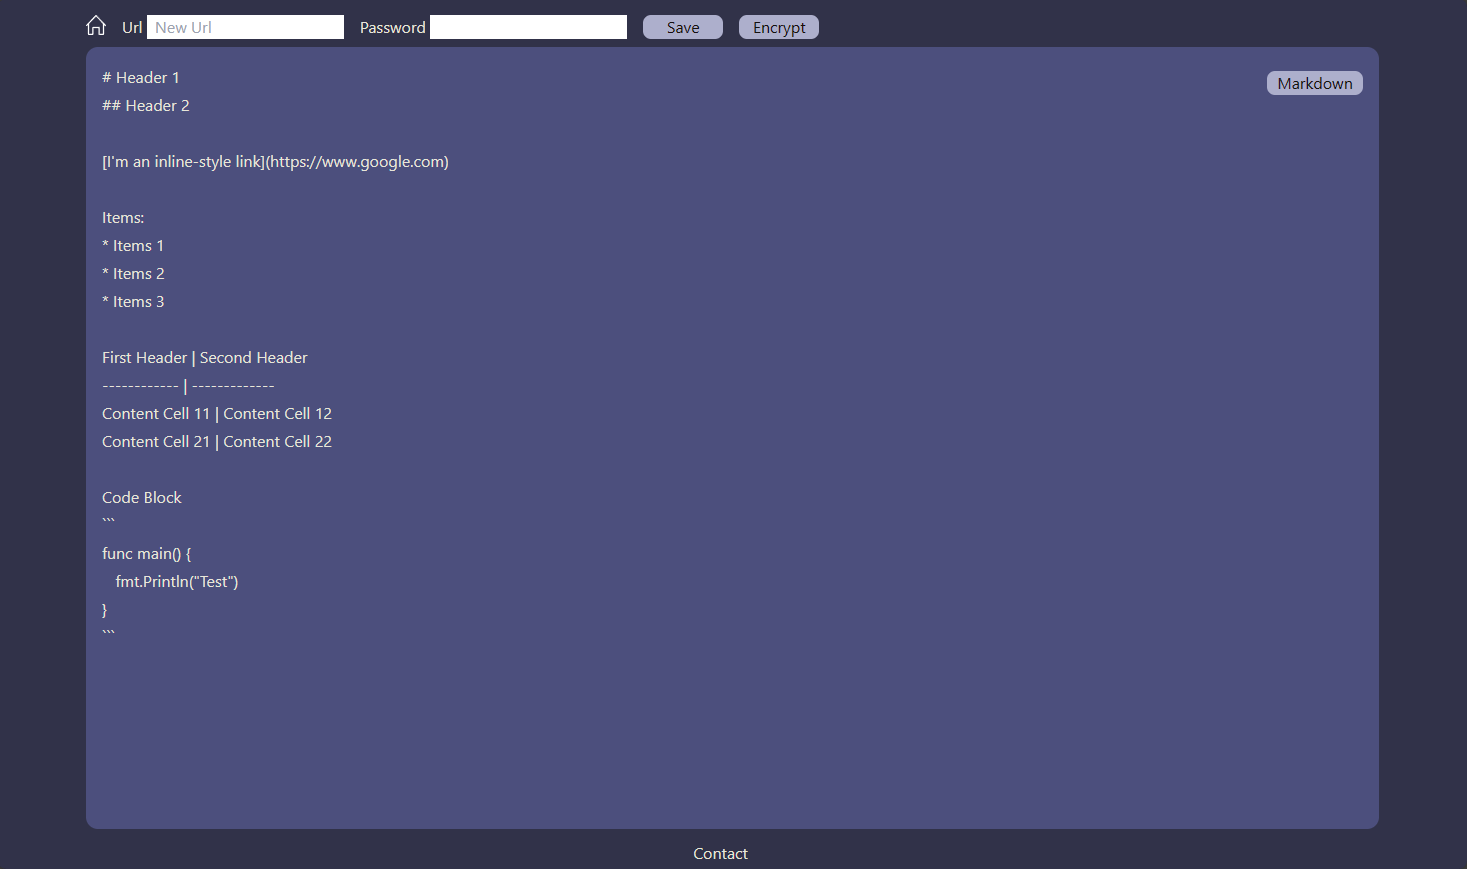 Url New Url Password Save Encrypt
# Header 1
Markdown
## Header 2
[I'm an inline-style link](https://www.google.com)
Items:
* Items 1
* Items 2
* Items 3
First Header | Second Header
------------ | -------------
Content Cell 11 | Content Cell 12
Content Cell 21 | Content Cell 22
Code Block
```
func main() {
   fmt.Println("Test")
}
```
Contact